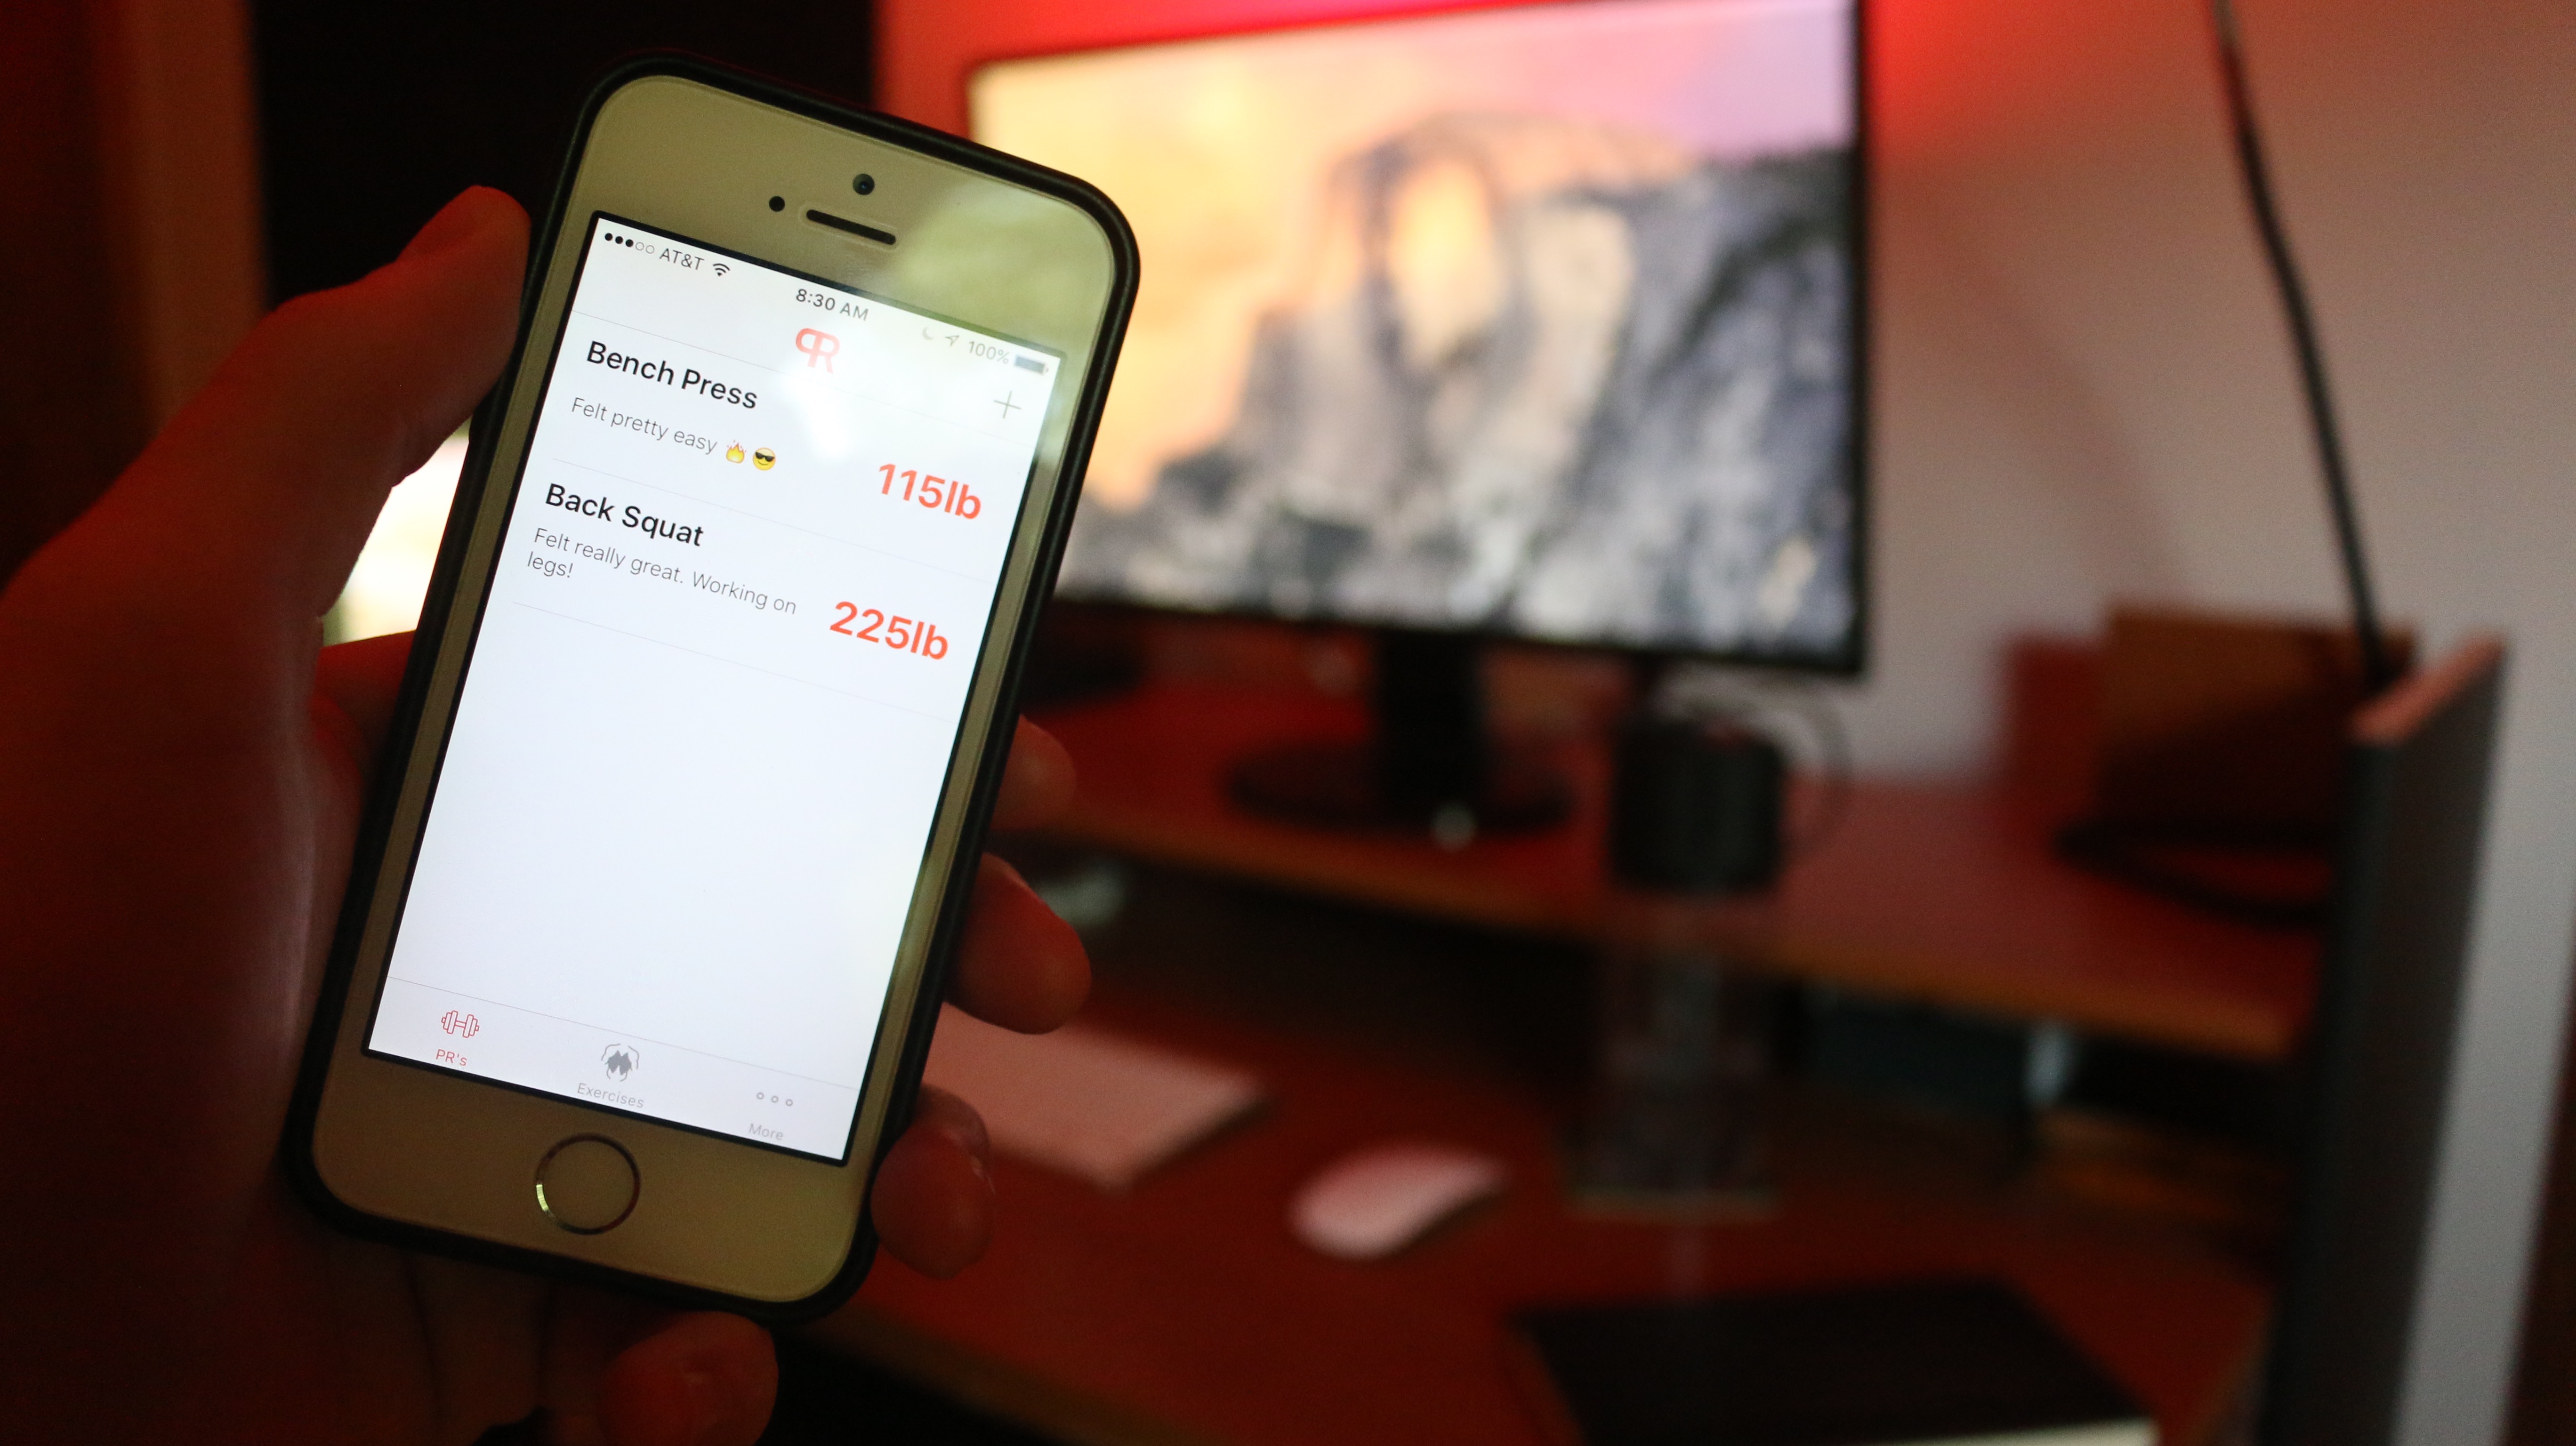 ●●●○○ AT&T
8:30 AM
100%
PR
Bench Press
Felt pretty easy 🔥😎
115lb
Back Squat
Felt really great. Working on
legs!
225lb
PR's
Exercises
More